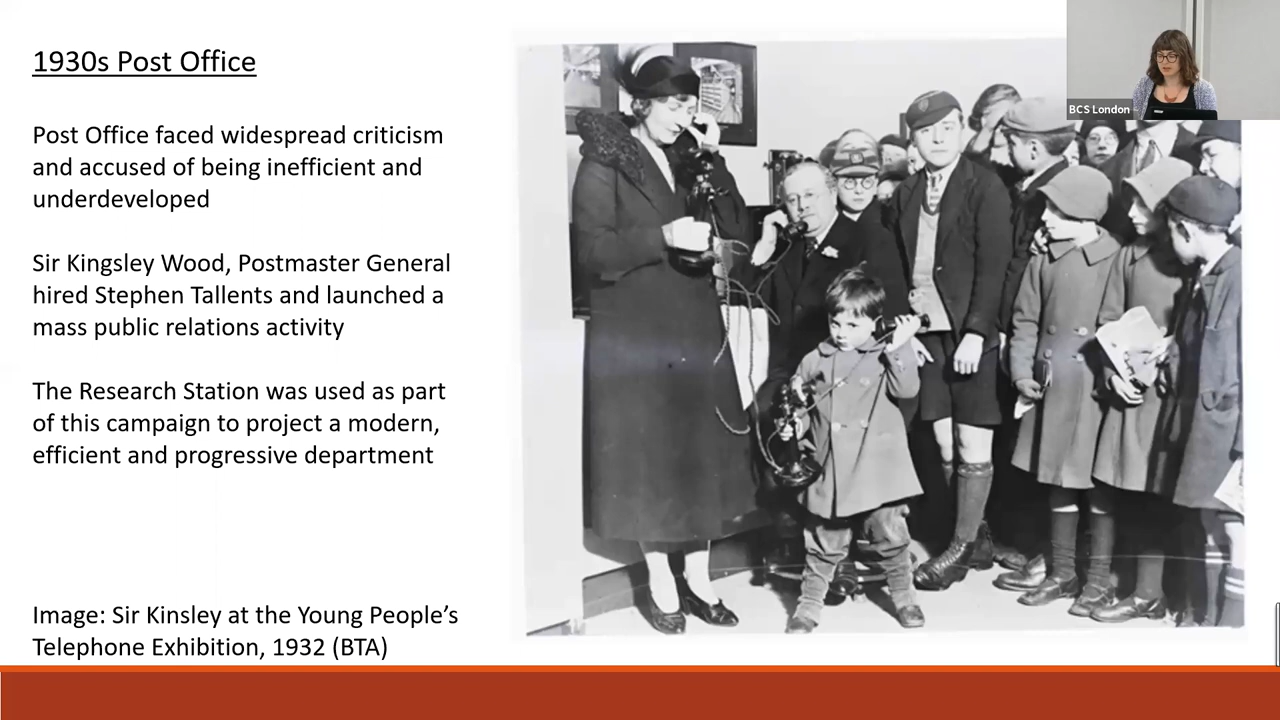 1930s Post Office
Post Office faced widespread criticism
and accused of being inefficient and
underdeveloped
Sir Kingsley Wood, Postmaster General
hired Stephen Tallents and launched a
mass public relations activity
The Research Station was used as part
of this campaign to project a modern,
efficient and progressive department
Image: Sir Kinsley at the Young People’s
Telephone Exhibition, 1932 (BTA)
BCS London